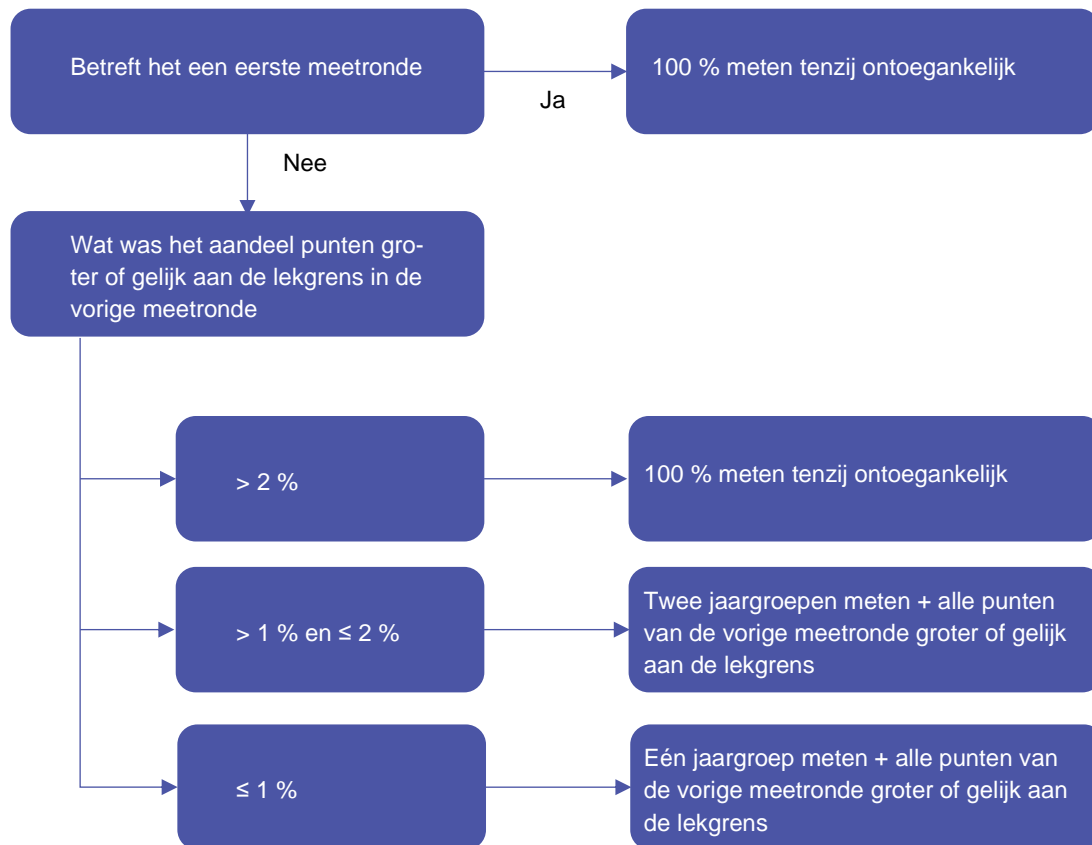 Betreft het een eerste meetronde
100 % meten tenzij ontoegankelijk
Ja
Nee
Wat was het aandeel punten gro-
ter of gelijk aan de lekgrens in de
vorige meetronde
> 2 %
100 % meten tenzij ontoegankelijk
> 1 % en ≤ 2 %
Twee jaargroepen meten + alle punten
van de vorige meetronde groter of gelijk
aan de lekgrens
≤ 1 %
Eén jaargroep meten + alle punten van
de vorige meetronde groter of gelijk aan
de lekgrens